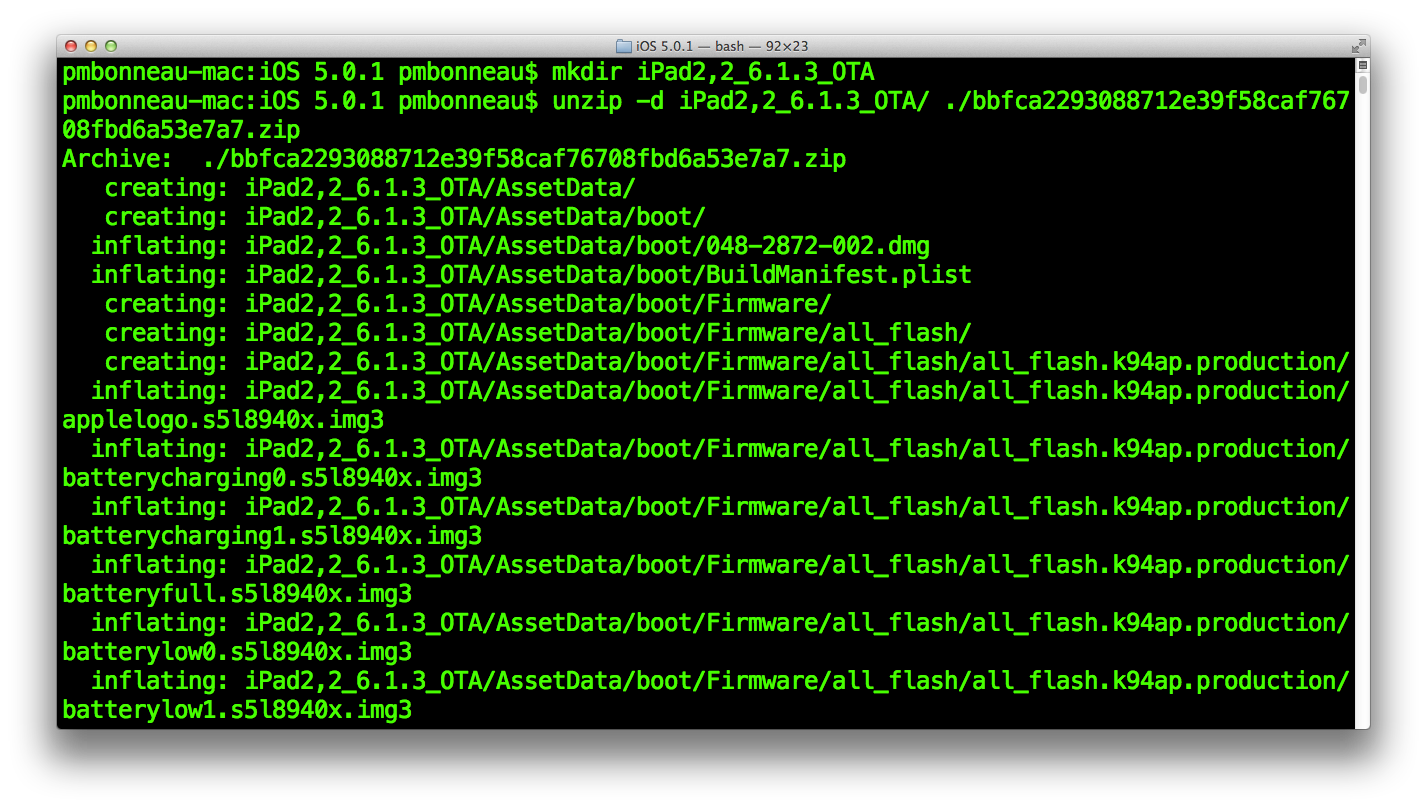 iOS 5.0.1 — bash — 92×23
pmbonneau-mac:iOS 5.0.1 pmbonneau$ mkdir iPad2,2_6.1.3_OTA
pmbonneau-mac:iOS 5.0.1 pmbonneau$ unzip -d iPad2,2_6.1.3_OTA/ ./bbfca2293088712e39f58caf767
08fbd6a53e7a7.zip
Archive:  ./bbfca2293088712e39f58caf76708fbd6a53e7a7.zip
   creating: iPad2,2_6.1.3_OTA/AssetData/
   creating: iPad2,2_6.1.3_OTA/AssetData/boot/
  inflating: iPad2,2_6.1.3_OTA/AssetData/boot/048-2872-002.dmg
  inflating: iPad2,2_6.1.3_OTA/AssetData/boot/BuildManifest.plist
   creating: iPad2,2_6.1.3_OTA/AssetData/boot/Firmware/
   creating: iPad2,2_6.1.3_OTA/AssetData/boot/Firmware/all_flash/
   creating: iPad2,2_6.1.3_OTA/AssetData/boot/Firmware/all_flash/all_flash.k94ap.production/
  inflating: iPad2,2_6.1.3_OTA/AssetData/boot/Firmware/all_flash/all_flash.k94ap.production/
applelogo.s5l8940x.img3
  inflating: iPad2,2_6.1.3_OTA/AssetData/boot/Firmware/all_flash/all_flash.k94ap.production/
batterycharging0.s5l8940x.img3
  inflating: iPad2,2_6.1.3_OTA/AssetData/boot/Firmware/all_flash/all_flash.k94ap.production/
batterycharging1.s5l8940x.img3
  inflating: iPad2,2_6.1.3_OTA/AssetData/boot/Firmware/all_flash/all_flash.k94ap.production/
batteryfull.s5l8940x.img3
  inflating: iPad2,2_6.1.3_OTA/AssetData/boot/Firmware/all_flash/all_flash.k94ap.production/
batterylow0.s5l8940x.img3
  inflating: iPad2,2_6.1.3_OTA/AssetData/boot/Firmware/all_flash/all_flash.k94ap.production/
batterylow1.s5l8940x.img3